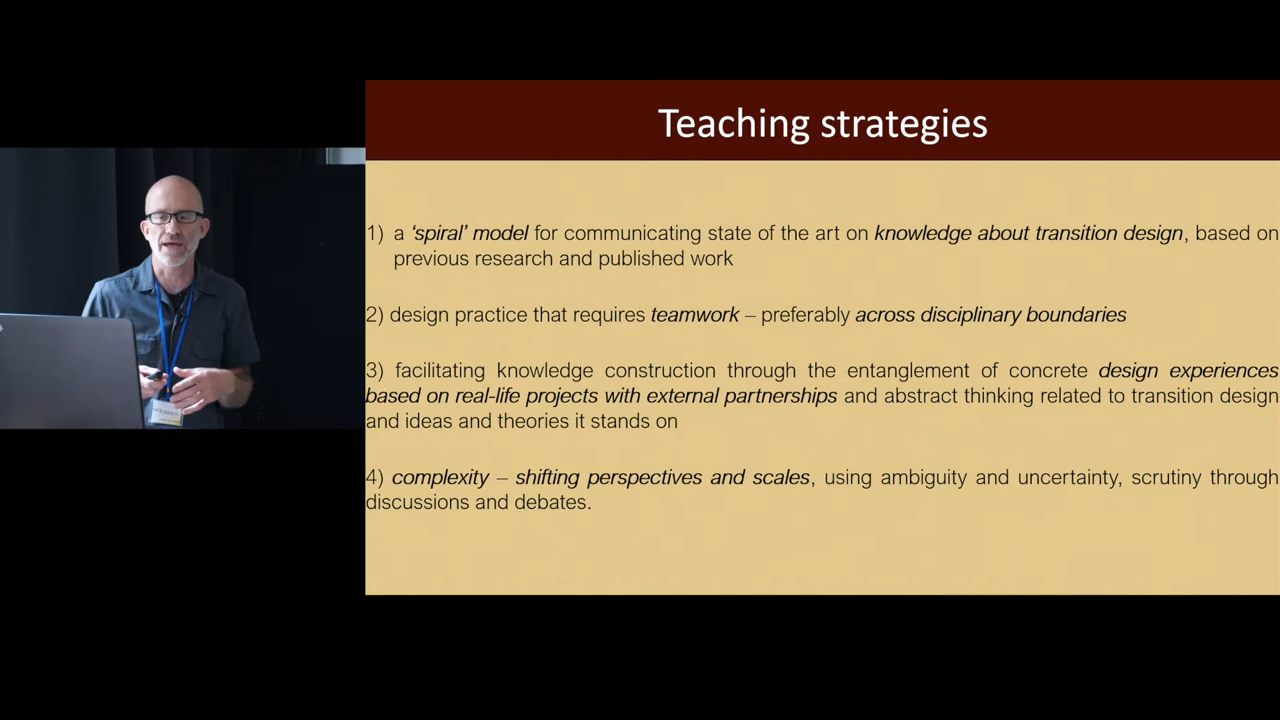 Teaching strategies
1) a ‘spiral’ model for communicating state of the art on knowledge about transition design, based on
previous research and published work
2) design practice that requires teamwork – preferably across disciplinary boundaries
3) facilitating knowledge construction through the entanglement of concrete design experiences
based on real-life projects with external partnerships and abstract thinking related to transition design
and ideas and theories it stands on
4) complexity – shifting perspectives and scales, using ambiguity and uncertainty, scrutiny through
discussions and debates.